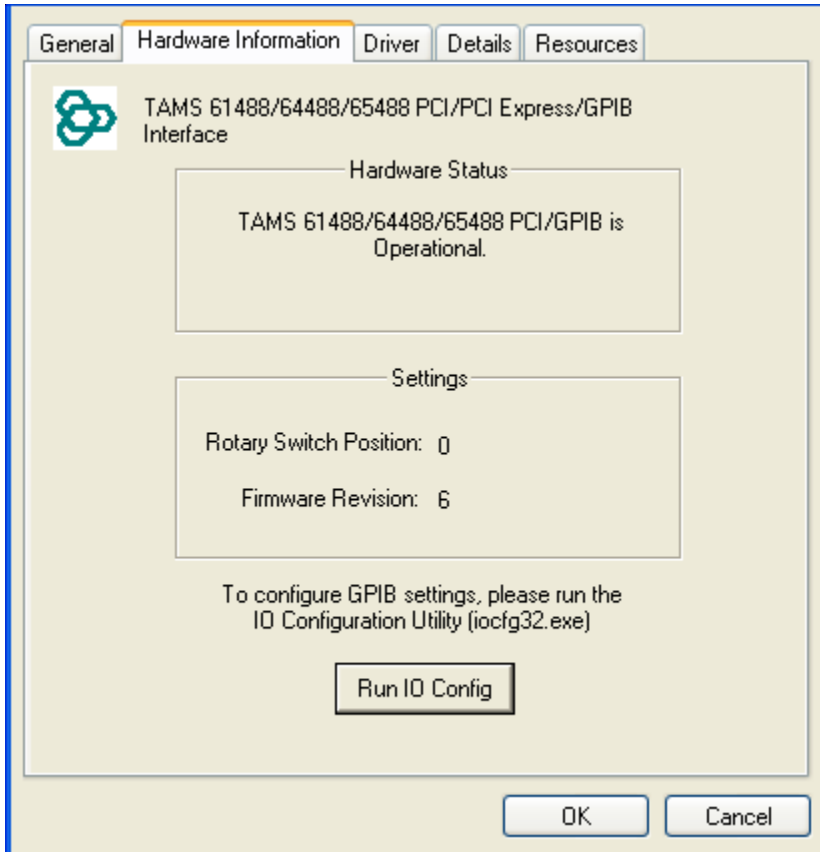 General Hardware Information Driver Details Resources
TAMS 61488/64488/65488 PCI/PCI Express/GPIB
Interface
Hardware Status
TAMS 61488/64488/65488 PCI/GPIB is
Operational.
Settings
Rotary Switch Position: 0
Firmware Revision: 6
To configure GPIB settings, please run the
IO Configuration Utility (iocfg32.exe)
Run IO Config
OK Cancel